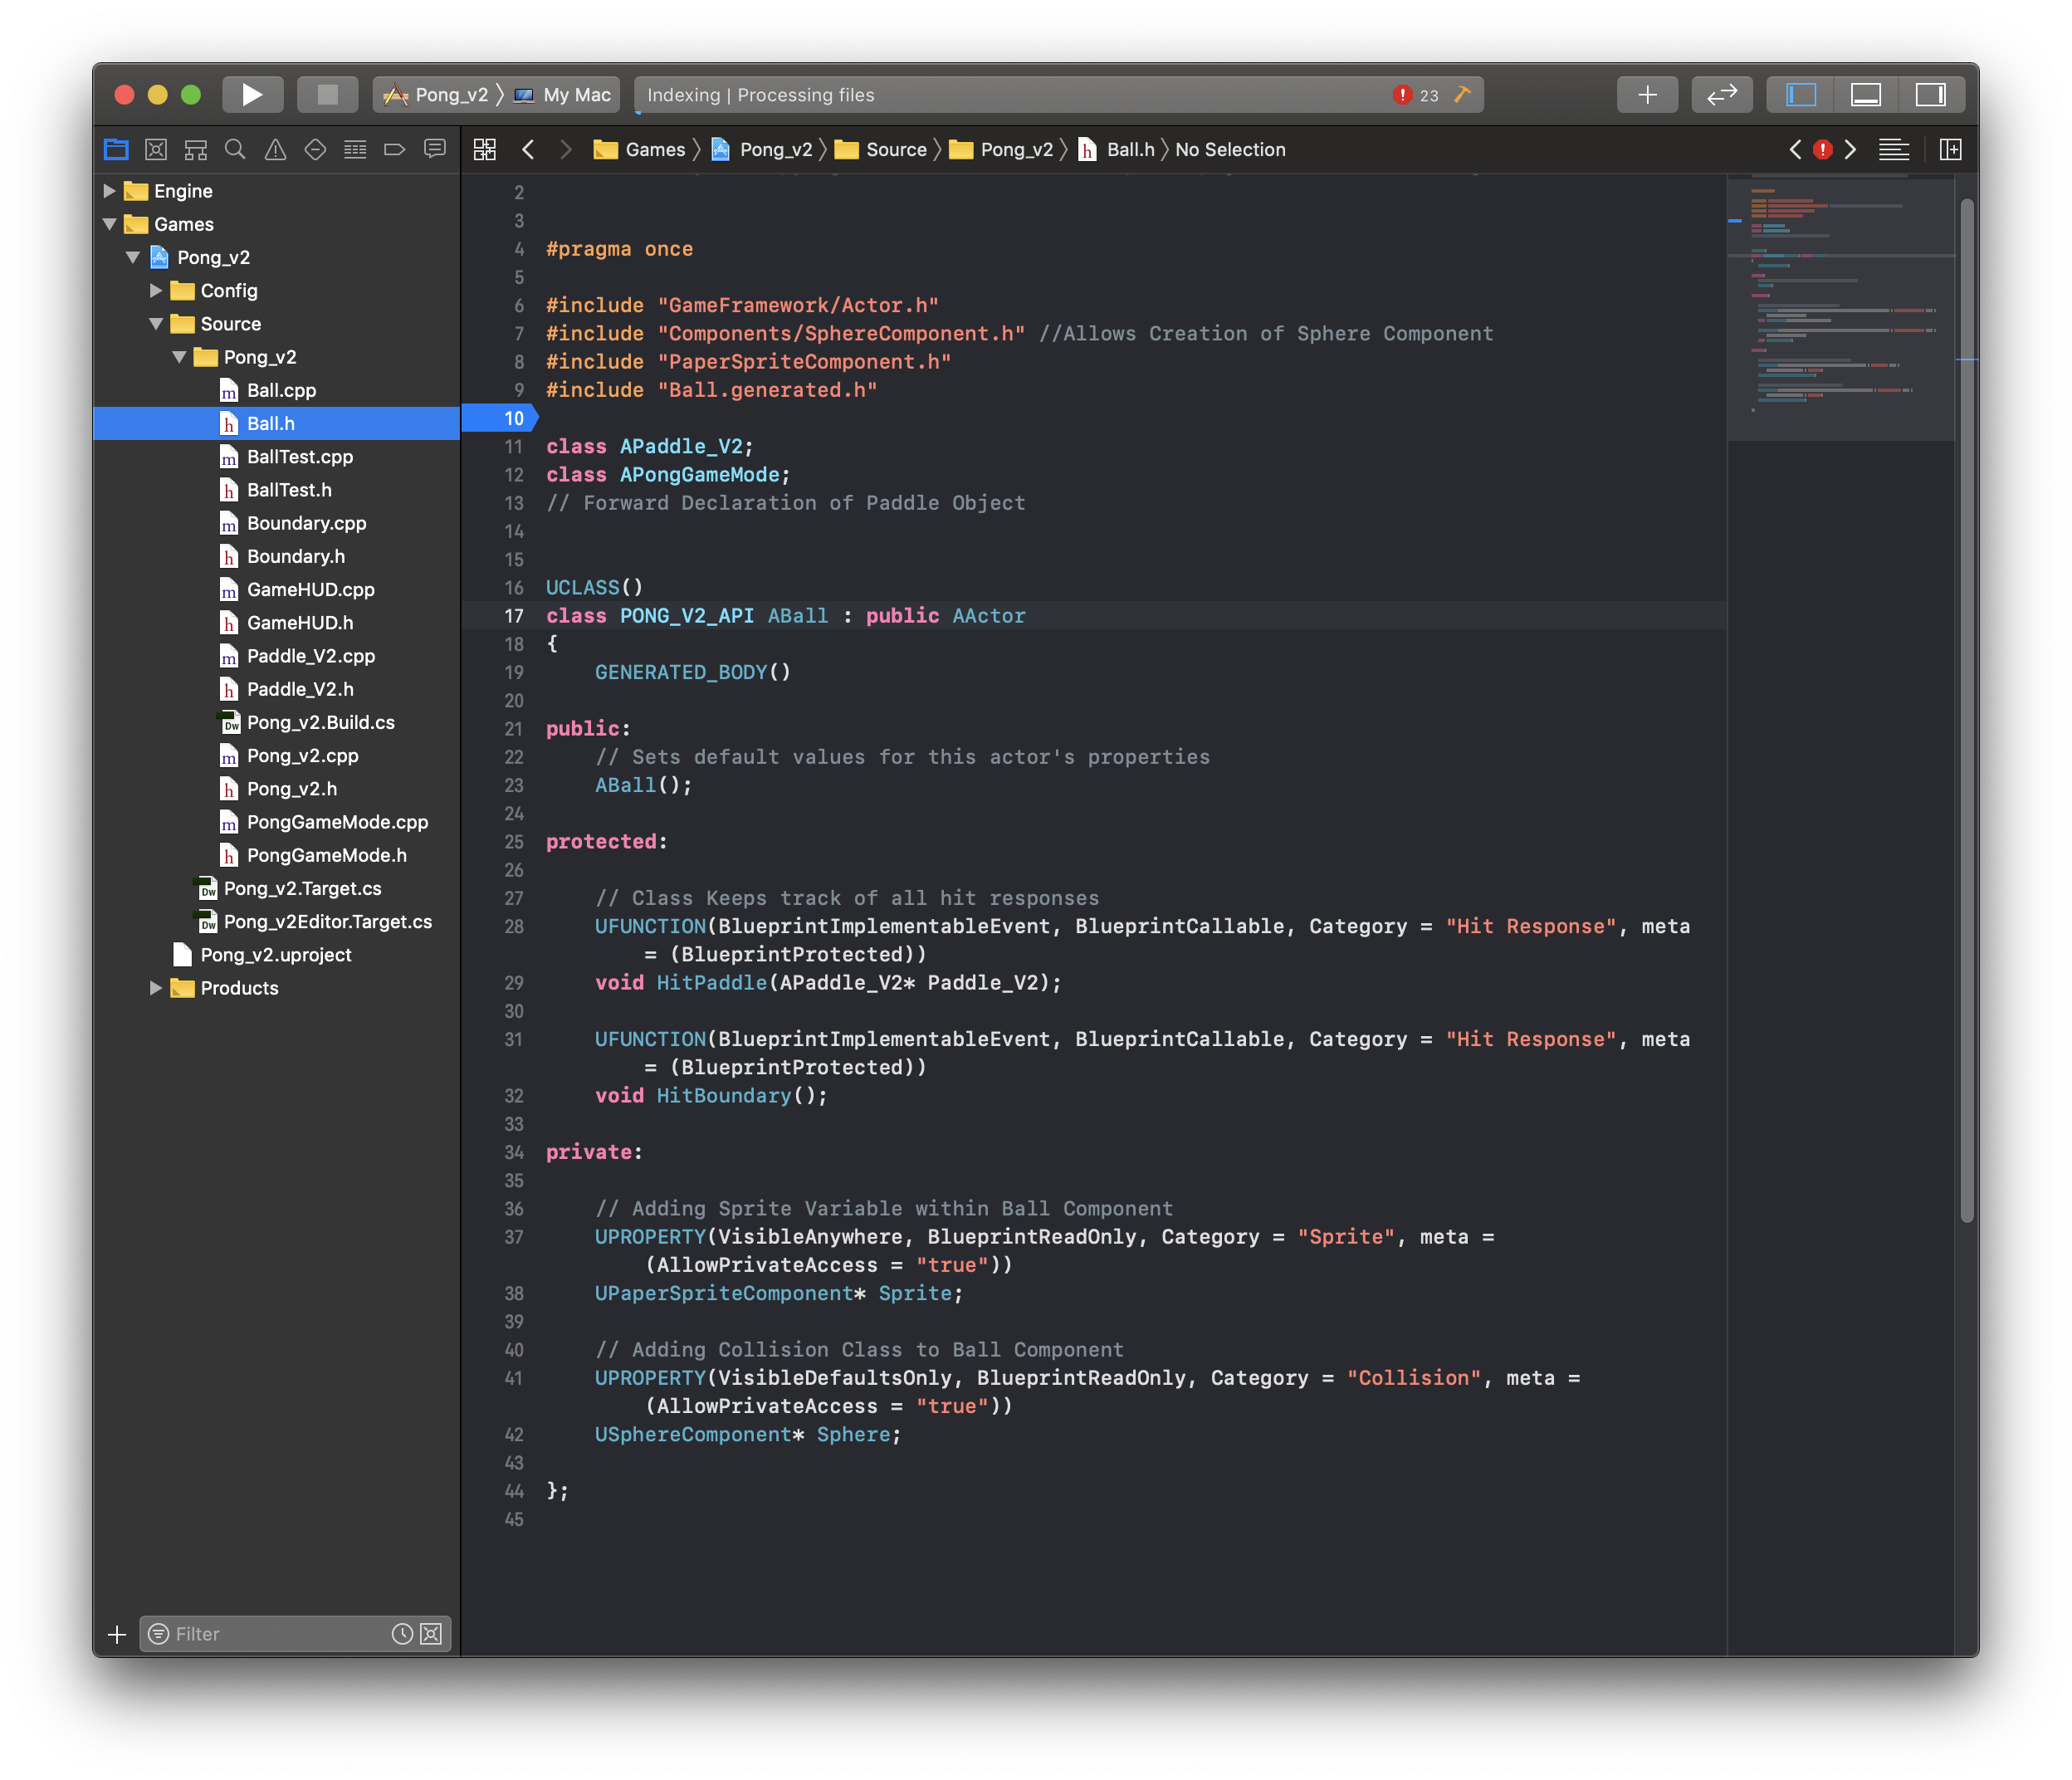 Pong_v2 My Mac
Indexing | Processing files
23
Games Pong_v2 Source Pong_v2 Ball.h No Selection
Engine
Games
Pong_v2
Config
Source
Pong_v2
Ball.cpp
Ball.h
BallTest.cpp
BallTest.h
Boundary.cpp
Boundary.h
GameHUD.cpp
GameHUD.h
Paddle_V2.cpp
Paddle_V2.h
Pong_v2.Build.cs
Pong_v2.cpp
Pong_v2.h
PongGameMode.cpp
PongGameMode.h
Pong_v2.Target.cs
Pong_v2Editor.Target.cs
Pong_v2.uproject
Products
Filter
2
3
4 #pragma once
5
6 #include "GameFramework/Actor.h"
7 #include "Components/SphereComponent.h" //Allows Creation of Sphere Component
8 #include "PaperSpriteComponent.h"
9 #include "Ball.generated.h"
10
11 class APaddle_V2;
12 class APongGameMode;
13 // Forward Declaration of Paddle Object
14
15
16 UCLASS()
17 class PONG_V2_API ABall : public AActor
18 {
19 GENERATED_BODY()
20
21 public:
22 // Sets default values for this actor's properties
23 ABall();
24
25 protected:
26
27 // Class Keeps track of all hit responses
28 UFUNCTION(BlueprintImplementableEvent, BlueprintCallable, Category = "Hit Response", meta
= (BlueprintProtected))
29 void HitPaddle(APaddle_V2* Paddle_V2);
30
31 UFUNCTION(BlueprintImplementableEvent, BlueprintCallable, Category = "Hit Response", meta
= (BlueprintProtected))
32 void HitBoundary();
33
34 private:
35
36 // Adding Sprite Variable within Ball Component
37 UPROPERTY(VisibleAnywhere, BlueprintReadOnly, Category = "Sprite", meta =
(AllowPrivateAccess = "true"))
38 UPaperSpriteComponent* Sprite;
39
40 // Adding Collision Class to Ball Component
41 UPROPERTY(VisibleDefaultsOnly, BlueprintReadOnly, Category = "Collision", meta =
(AllowPrivateAccess = "true"))
42 USphereComponent* Sphere;
43
44 };
45